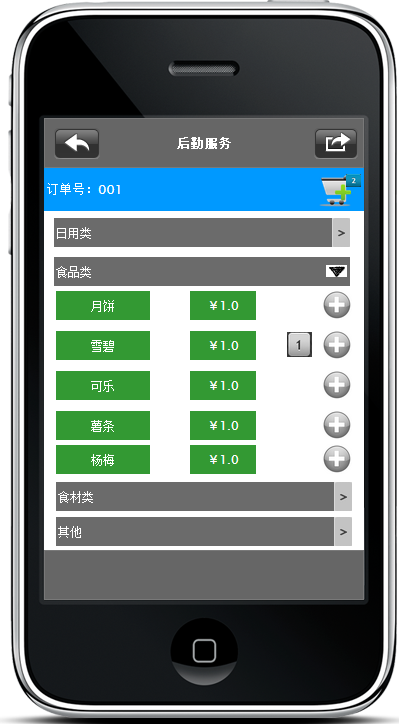 后勤服务
订单号：001
2
日用类 >
食品类
月饼 ￥1.0
雪碧 ￥1.0 1
可乐 ￥1.0
薯条 ￥1.0
杨梅 ￥1.0
食材类 >
其他 >